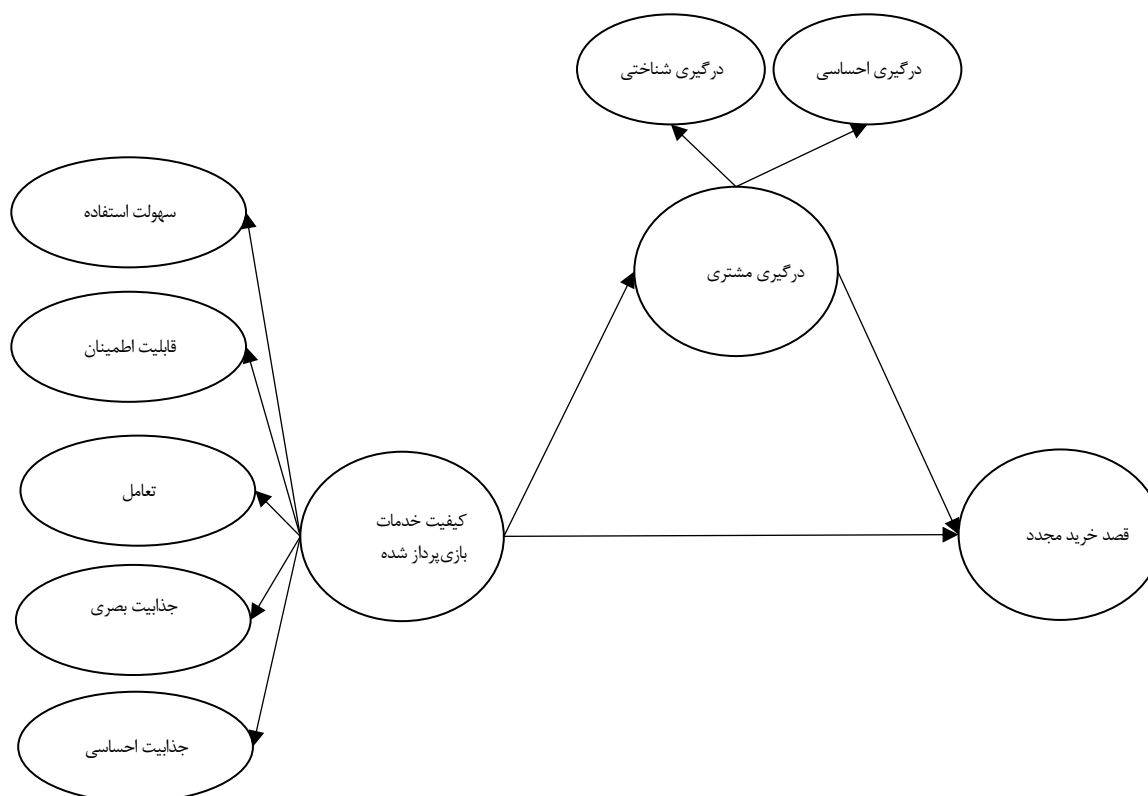 درگیری احساسی
درگیری شناختی
درگیری مشتری
سهولت استفاده
قابلیت اطمینان
تعامل
جذابیت بصری
جذابیت احساسی
کیفیت خدمات
بازی‌پرداز شده
قصد خرید مجدد